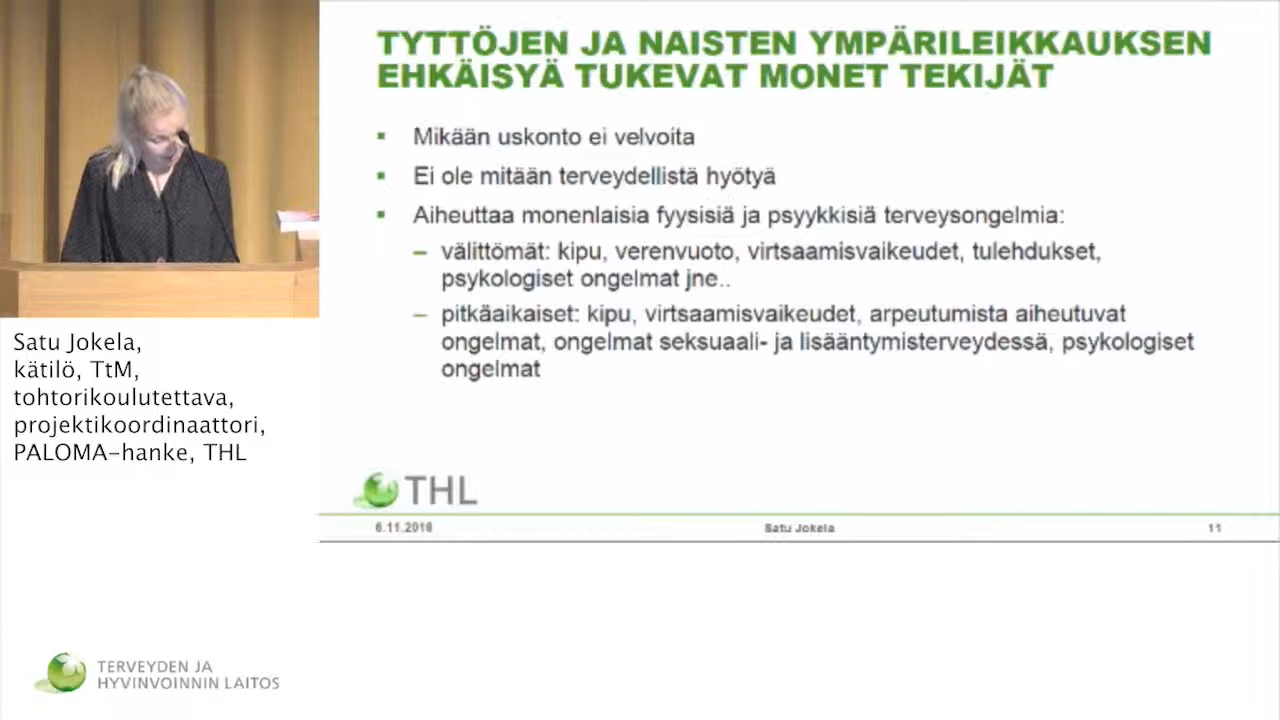 TYTTÖJEN JA NAISTEN YMPÄRILEIKKAUKSEN
EHKÄISYÄ TUKEVAT MONET TEKIJÄT
Mikään uskonto ei velvoita
Ei ole mitään terveydellistä hyötyä
Aiheuttaa monenlaisia fyysisiä ja psyykkisiä terveysongelmia:
– välittömät: kipu, verenvuoto, virtsaamisvaikeudet, tulehdukset,
psykologiset ongelmat jne..
– pitkäaikaiset: kipu, virtsaamisvaikeudet, arpeutumista aiheutuvat
ongelmat, ongelmat seksuaali- ja lisääntymisterveydessä, psykologiset
ongelmat
THL
6.11.2016 Satu Jokela 11
Satu Jokela,
kätilö, TtM,
tohtorikoulutettava,
projektikoordinaattori,
PALOMA-hanke, THL
TERVEYDEN JA
HYVINVOINNIN LAITOS